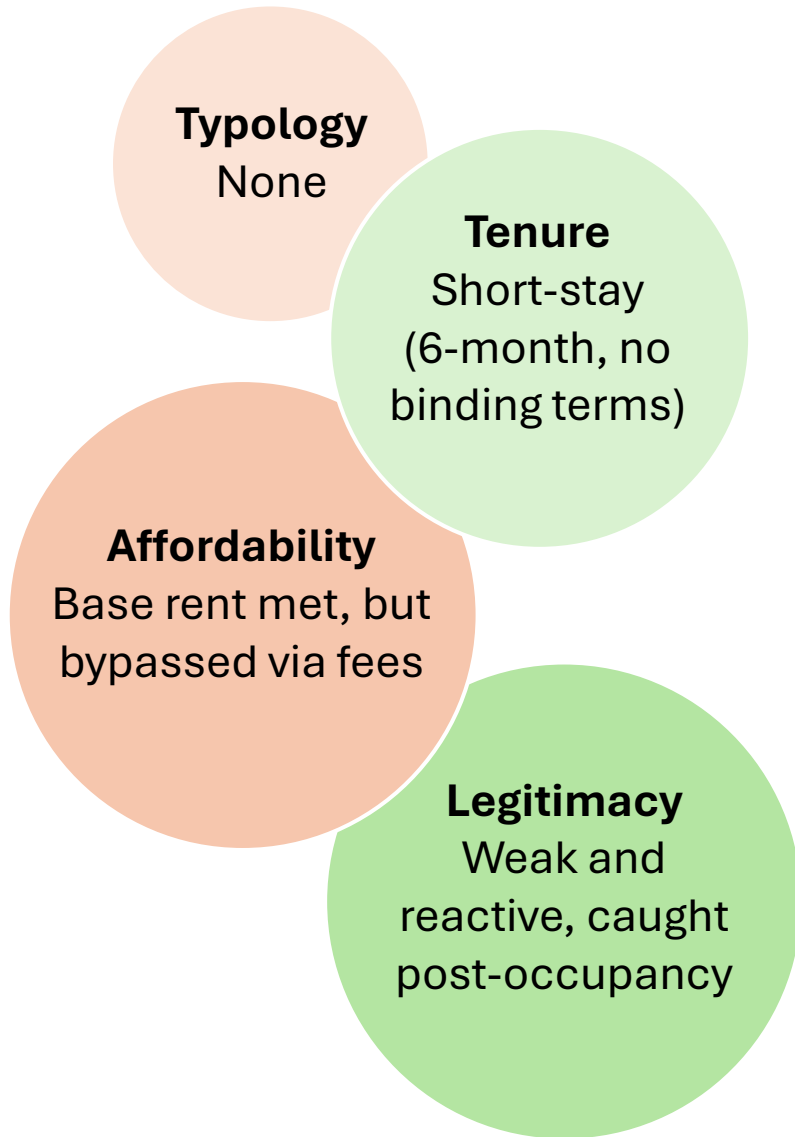 Typology
None
Tenure
Short-stay
(6-month, no
binding terms)
Affordability
Base rent met, but
bypassed via fees
Legitimacy
Weak and
reactive, caught
post-occupancy